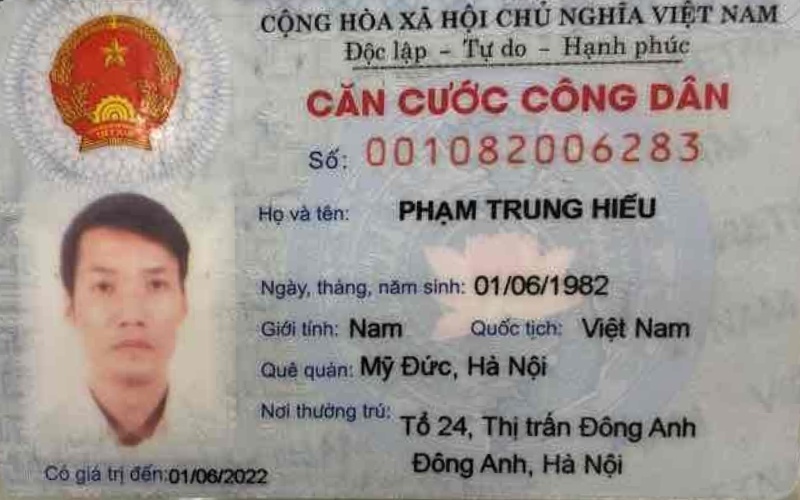 CỘNG HÒA XÃ HỘI CHỦ NGHĨA VIỆT NAM
Độc lập - Tự do - Hạnh phúc
CĂN CƯỚC CÔNG DÂN
Số: 001082006283
Họ và tên: PHẠM TRUNG HIẾU
Ngày, tháng, năm sinh: 01/06/1982
Giới tính: Nam Quốc tịch: Việt Nam
Quê quán: Mỹ Đức, Hà Nội
Nơi thường trú: Tổ 24, Thị trấn Đông Anh
Đông Anh, Hà Nội
Có giá trị đến: 01/06/2022